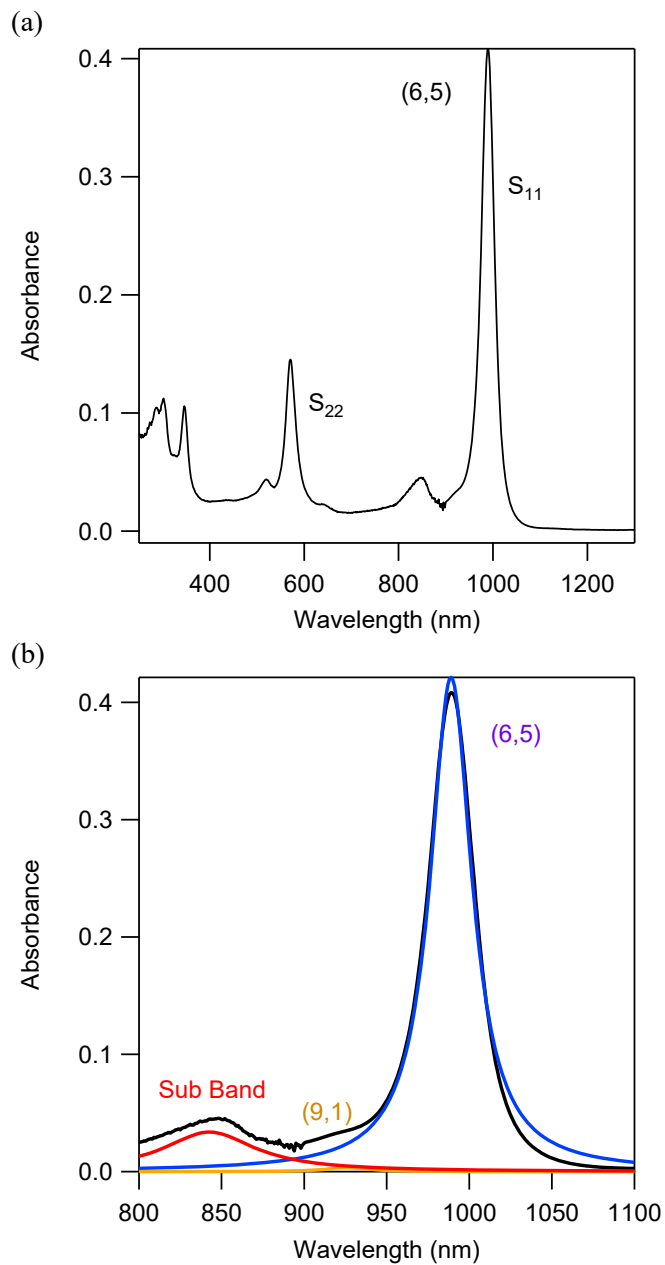 (a)
0.4
0.3
0.2
0.1
0.0
Absorbance
(6,5)
S₁₁
S₂₂
400 600 800 1000 1200
Wavelength (nm)
(b)
0.4
0.3
0.2
0.1
0.0
Absorbance
(6,5)
Sub Band
(9,1)
800 850 900 950 1000 1050 1100
Wavelength (nm)